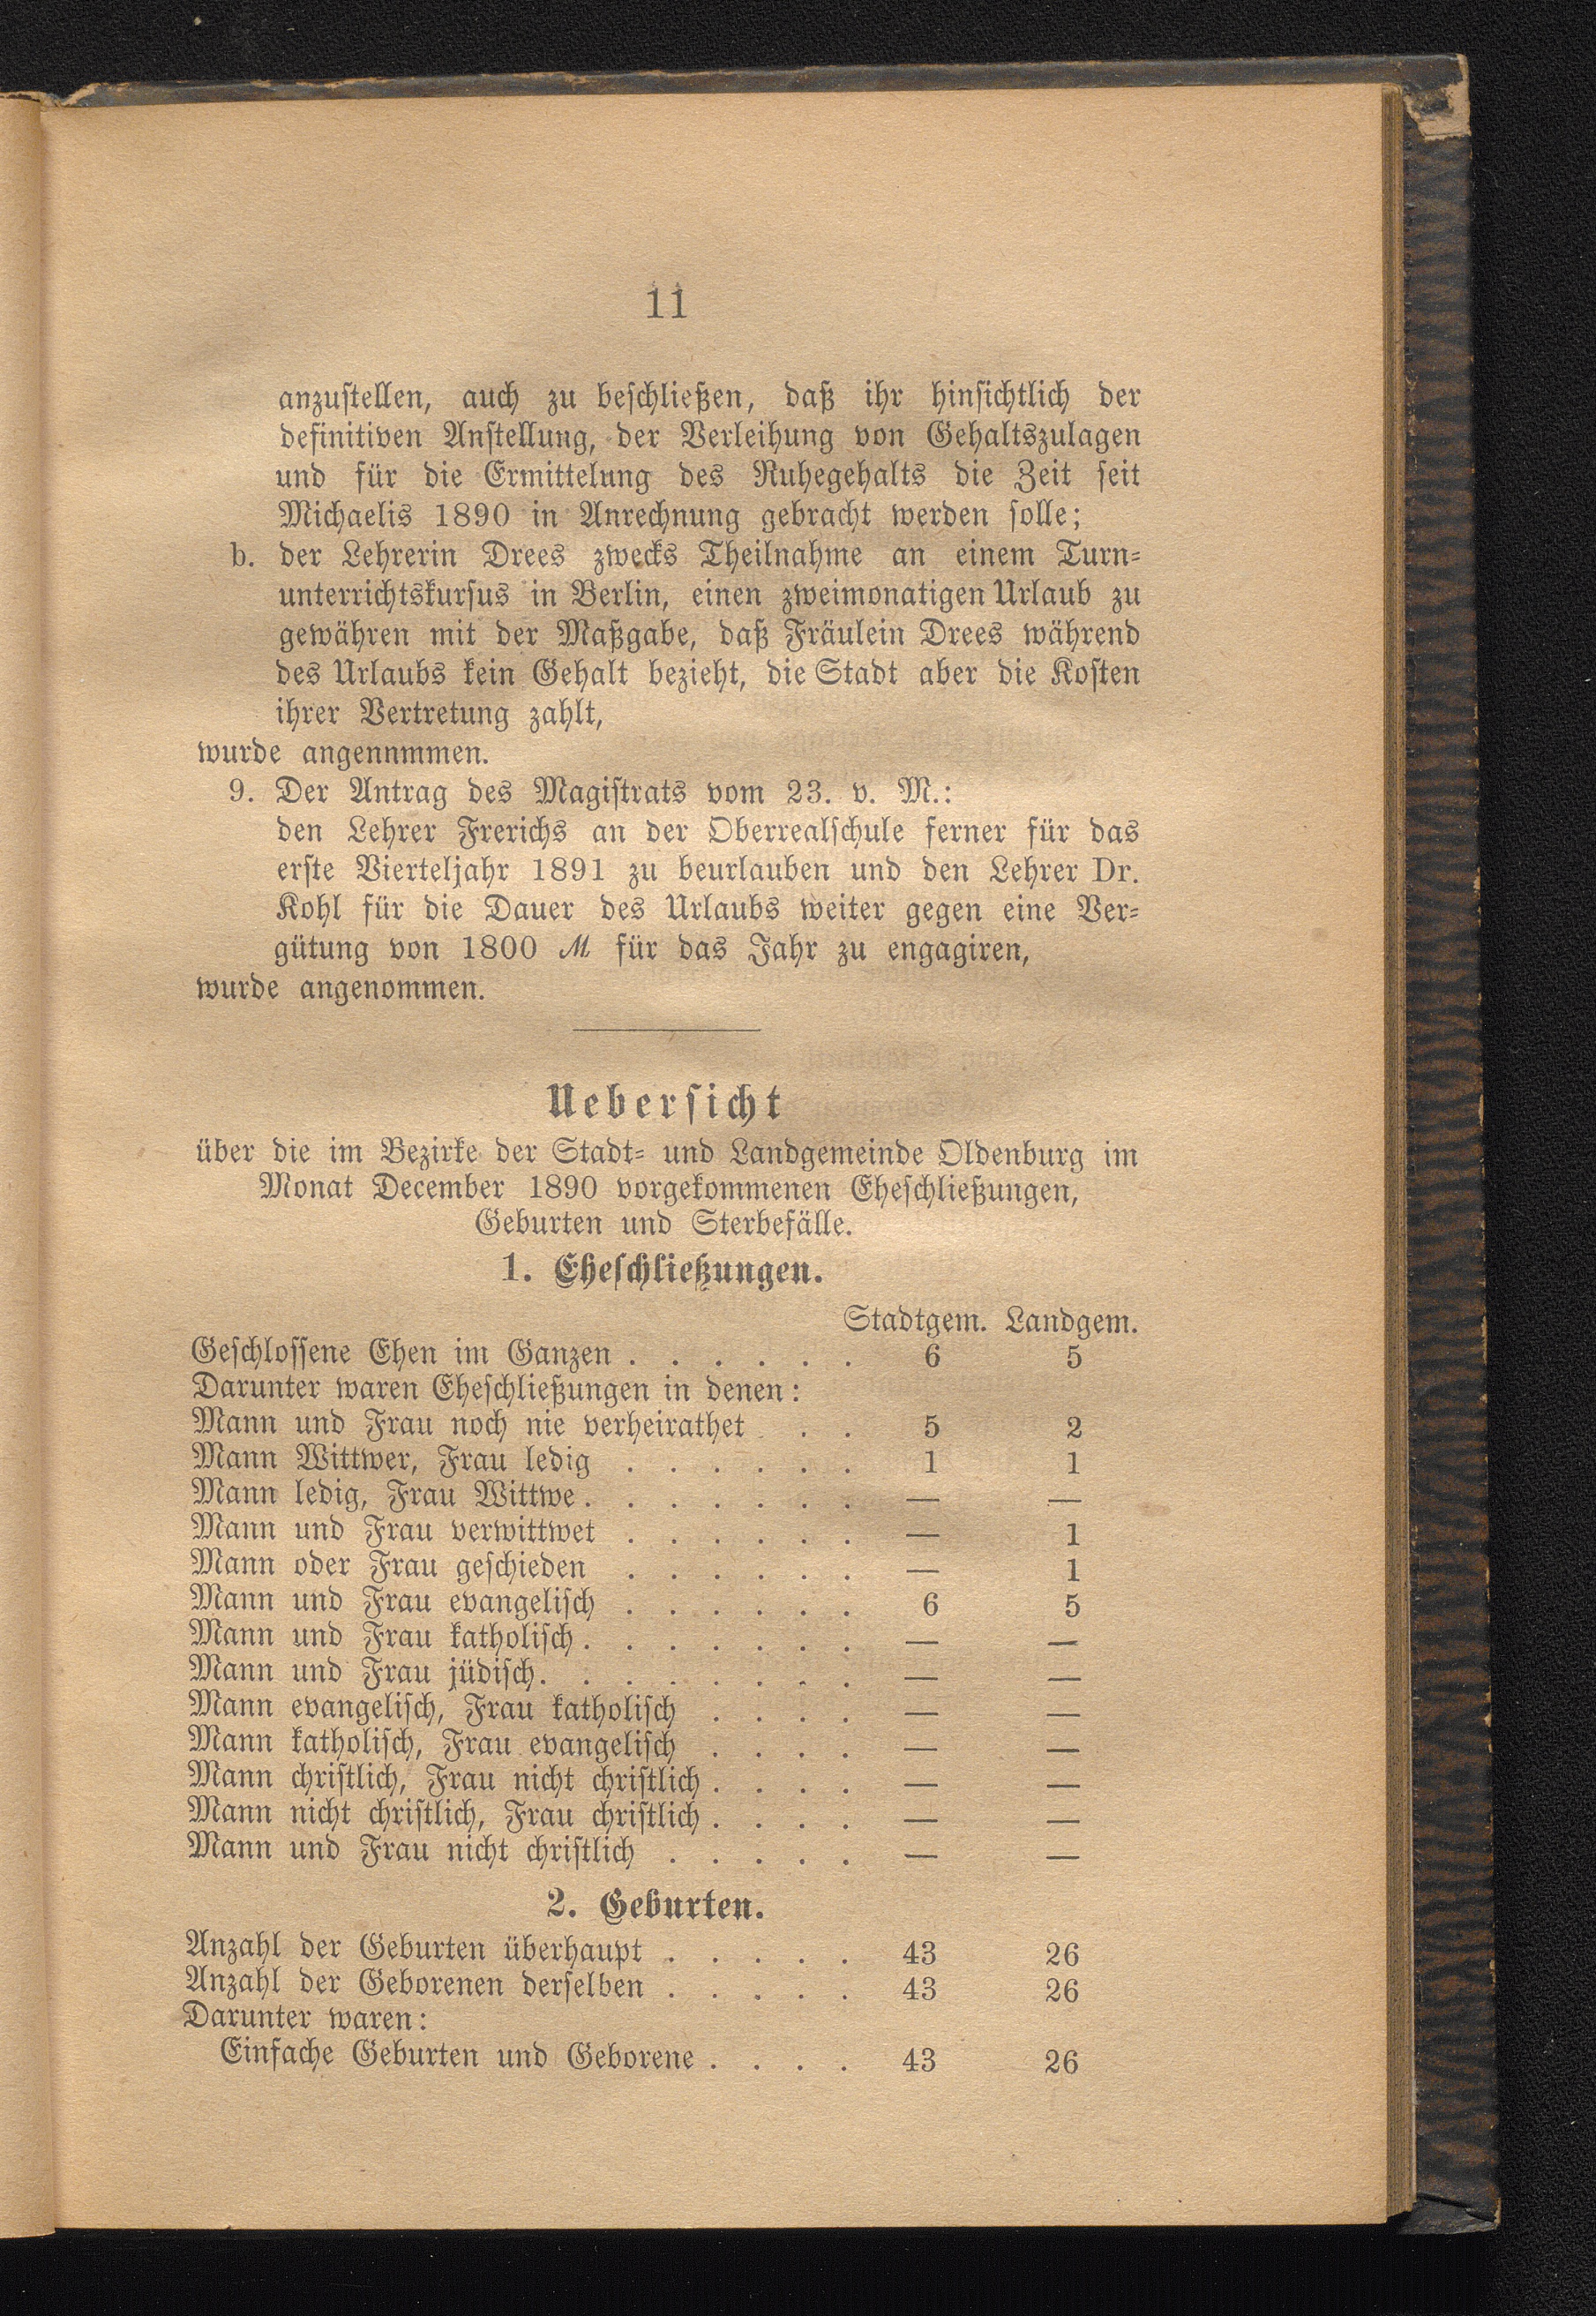 11
anzustellen, auch zu beschließen, daß ihr hinsichtlich der
definitiven Anstellung, der Verleihung von Gehaltszulagen
und für die Ermittelung des Ruhegehalts die Zeit seit
Michaelis 1890 in Anrechnung gebracht werden solle;
b. der Lehrerin Drees zwecks Theilnahme an einem Turn-
unterrichtskursus in Berlin, einen zweimonatigen Urlaub zu
gewähren mit der Maßgabe, daß Fräulein Drees während
des Urlaubs kein Gehalt bezieht, die Stadt aber die Kosten
ihrer Vertretung zahlt,
wurde angennmmen.
9. Der Antrag des Magistrats vom 23. v. M.:
den Lehrer Frerichs an der Oberrealschule ferner für das
erste Vierteljahr 1891 zu beurlauben und den Lehrer Dr.
Kohl für die Dauer des Urlaubs weiter gegen eine Ver-
gütung von 1800 M für das Jahr zu engagiren,
wurde angenommen.
Uebersicht
über die im Bezirke der Stadt- und Landgemeinde Oldenburg im
Monat December 1890 vorgekommenen Eheschließungen,
Geburten und Sterbefälle.
1. Eheschließungen.
Stadtgem. Landgem.
Geschlossene Ehen im Ganzen . . . . . . 6 5
Darunter waren Eheschließungen in denen:
Mann und Frau noch nie verheirathet . . . 5 2
Mann Wittwer, Frau ledig . . . . . . 1 1
Mann ledig, Frau Wittwe . . . . . . . — —
Mann und Frau verwittwet . . . . . . — 1
Mann oder Frau geschieden . . . . . . — 1
Mann und Frau evangelisch . . . . . . 6 5
Mann und Frau katholisch . . . . . . . — —
Mann und Frau jüdisch . . . . . . . . — —
Mann evangelisch, Frau katholisch . . . . — —
Mann katholisch, Frau evangelisch . . . . — —
Mann christlich, Frau nicht christlich . . . . — —
Mann nicht christlich, Frau christlich . . . . — —
Mann und Frau nicht christlich . . . . . — —
2. Geburten.
Anzahl der Geburten überhaupt . . . . . 43 26
Anzahl der Geborenen derselben . . . . . 43 26
Darunter waren:
Einfache Geburten und Geborene . . . . 43 26